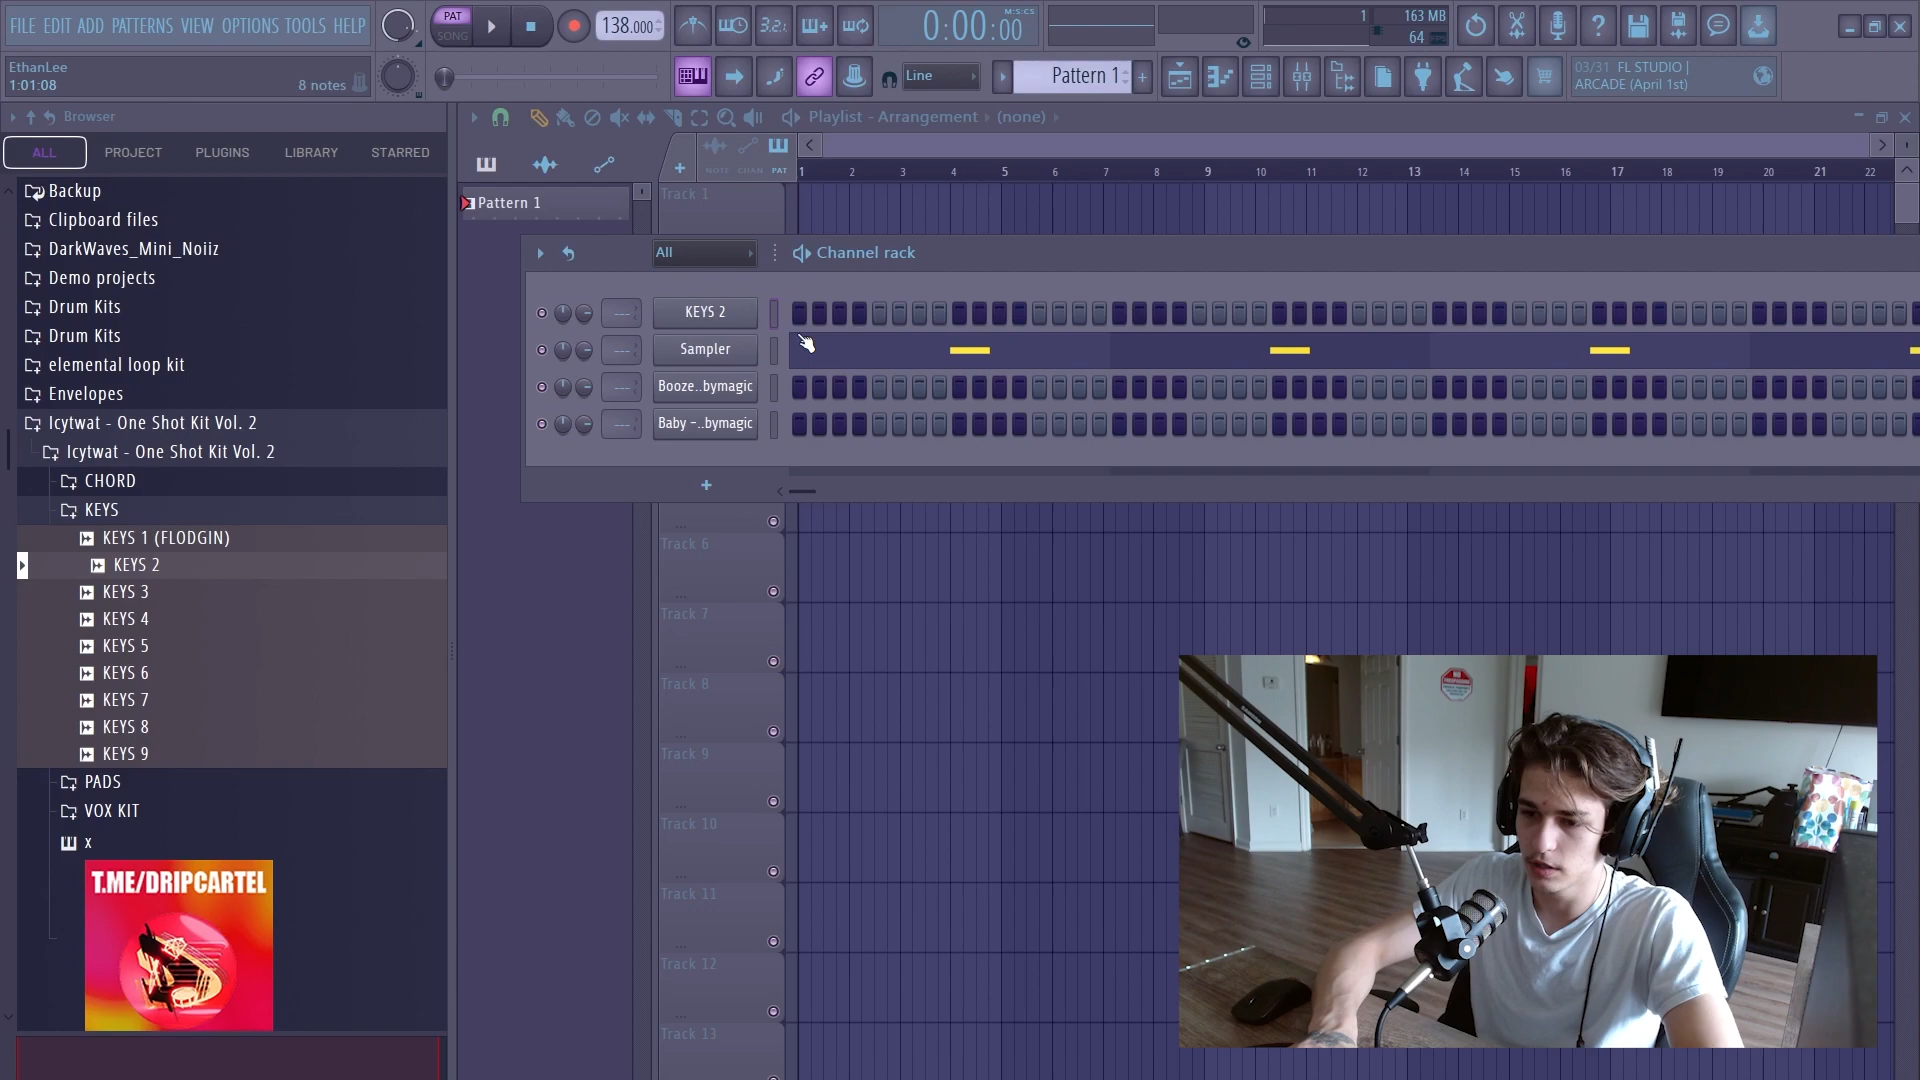 FILE EDIT ADD PATTERNS VIEW OPTIONS TOOLS HELP
PAT
SONG
138.000
3.2.
0:00:00
M:S:CS
1
163 MB
64
EthanLee
1:01:08
8 notes
Line
Pattern 1
+
03/31 FL STUDIO |
ARCADE (April 1st)
Browser
Playlist - Arrangement
(none)
ALL
PROJECT
PLUGINS
LIBRARY
STARRED
NOTE CHAN PAT
1 2 3 4 5 6 7 8 9 10 11 12 13 14 15 16 17 18 19 20 21 22
Backup
Clipboard files
DarkWaves_Mini_Noiiz
Demo projects
Drum Kits
Drum Kits
elemental loop kit
Envelopes
Icytwat - One Shot Kit Vol. 2
Icytwat - One Shot Kit Vol. 2
CHORD
KEYS
KEYS 1 (FLODGIN)
KEYS 2
KEYS 3
KEYS 4
KEYS 5
KEYS 6
KEYS 7
KEYS 8
KEYS 9
PADS
VOX KIT
x
T.ME/DRIPCARTEL
Pattern 1
Track 1
All
Channel rack
KEYS 2
Sampler
Booze..bymagic
Baby -..bymagic
+
Track 6
Track 7
Track 8
Track 9
Track 10
Track 11
Track 12
Track 13